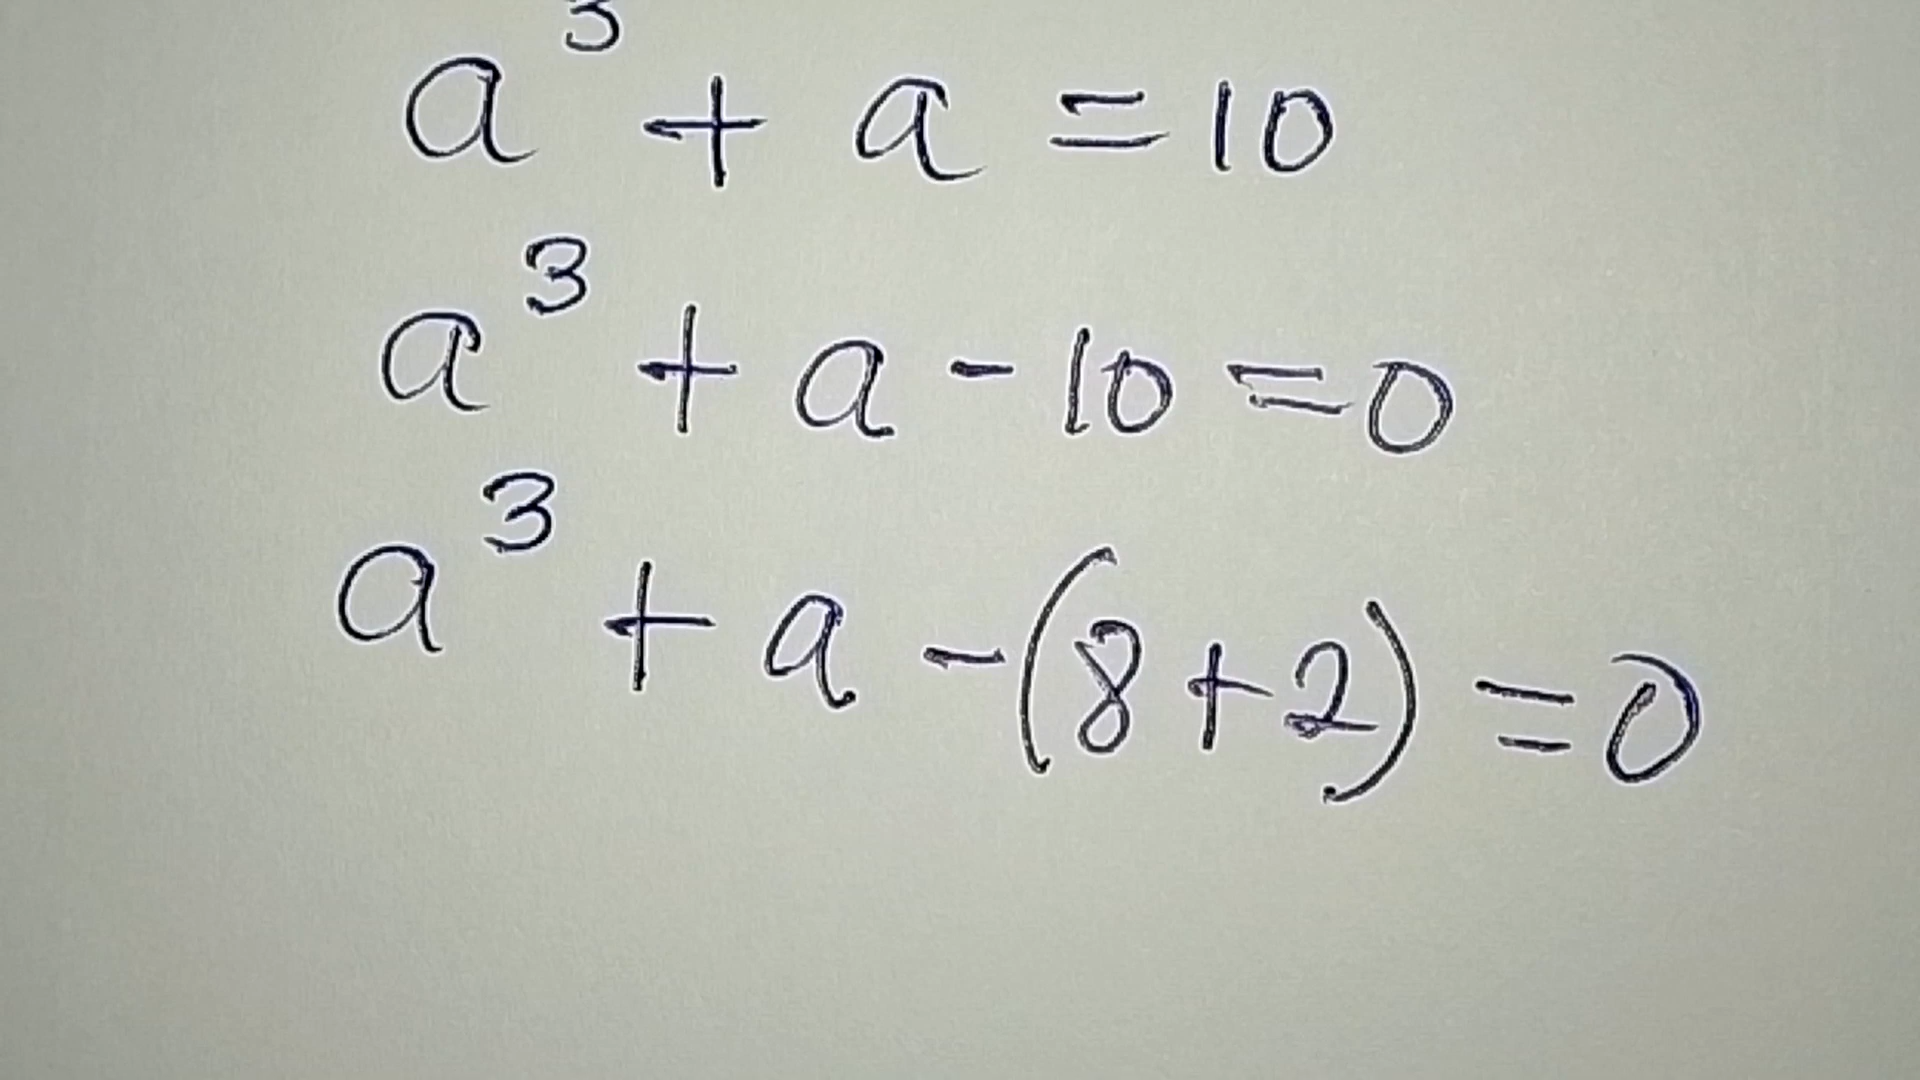 a³ + a = 10
a³ + a - 10 = 0
a³ + a - (8+2) = 0